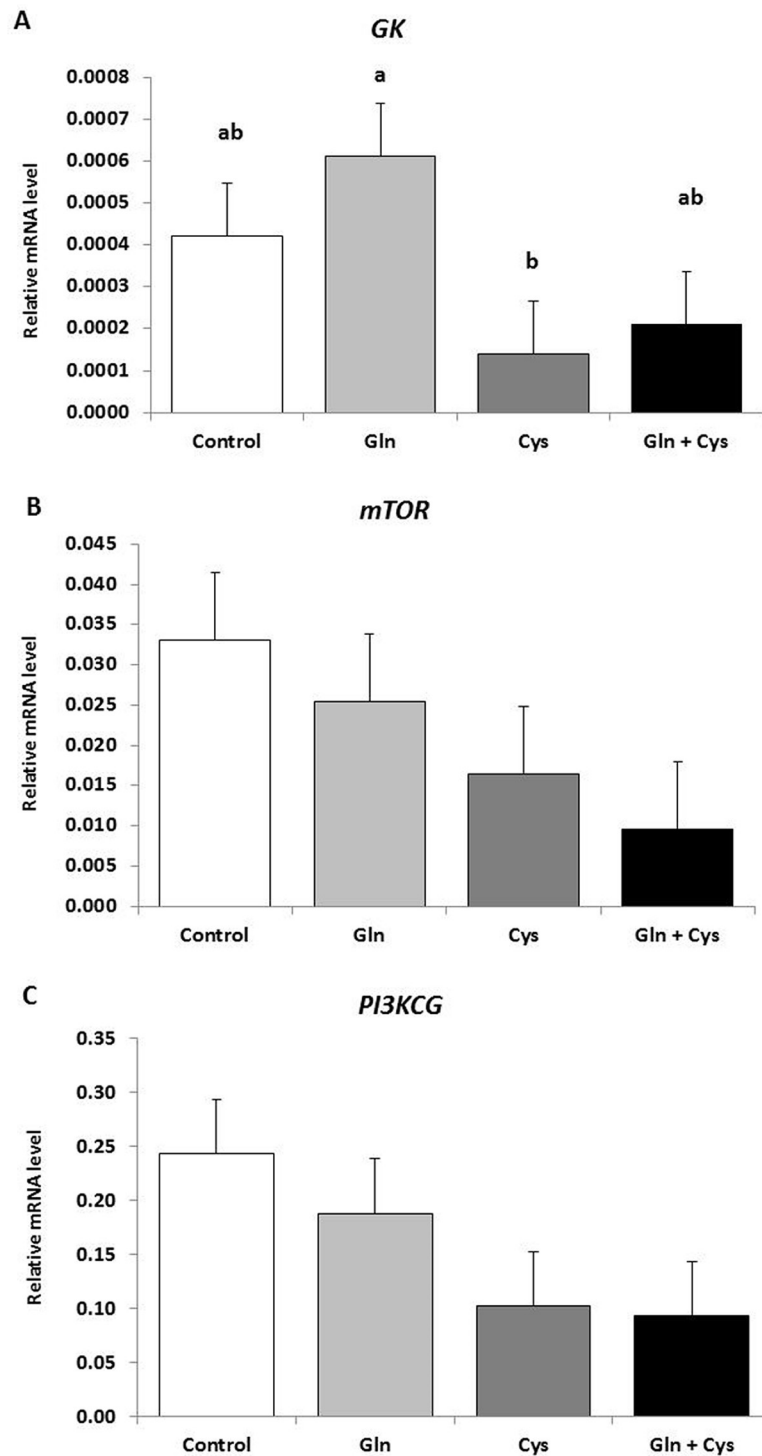 A
GK
0.0008
0.0007
0.0006
0.0005
0.0004
0.0003
0.0002
0.0001
0.0000
Relative mRNA level
ab
a
b
ab
Control Gln Cys Gln + Cys
B
mTOR
0.045
0.040
0.035
0.030
0.025
0.020
0.015
0.010
0.005
0.000
Relative mRNA level
Control Gln Cys Gln + Cys
C
PI3KCG
0.35
0.30
0.25
0.20
0.15
0.10
0.05
0.00
Relative mRNA level
Control Gln Cys Gln + Cys